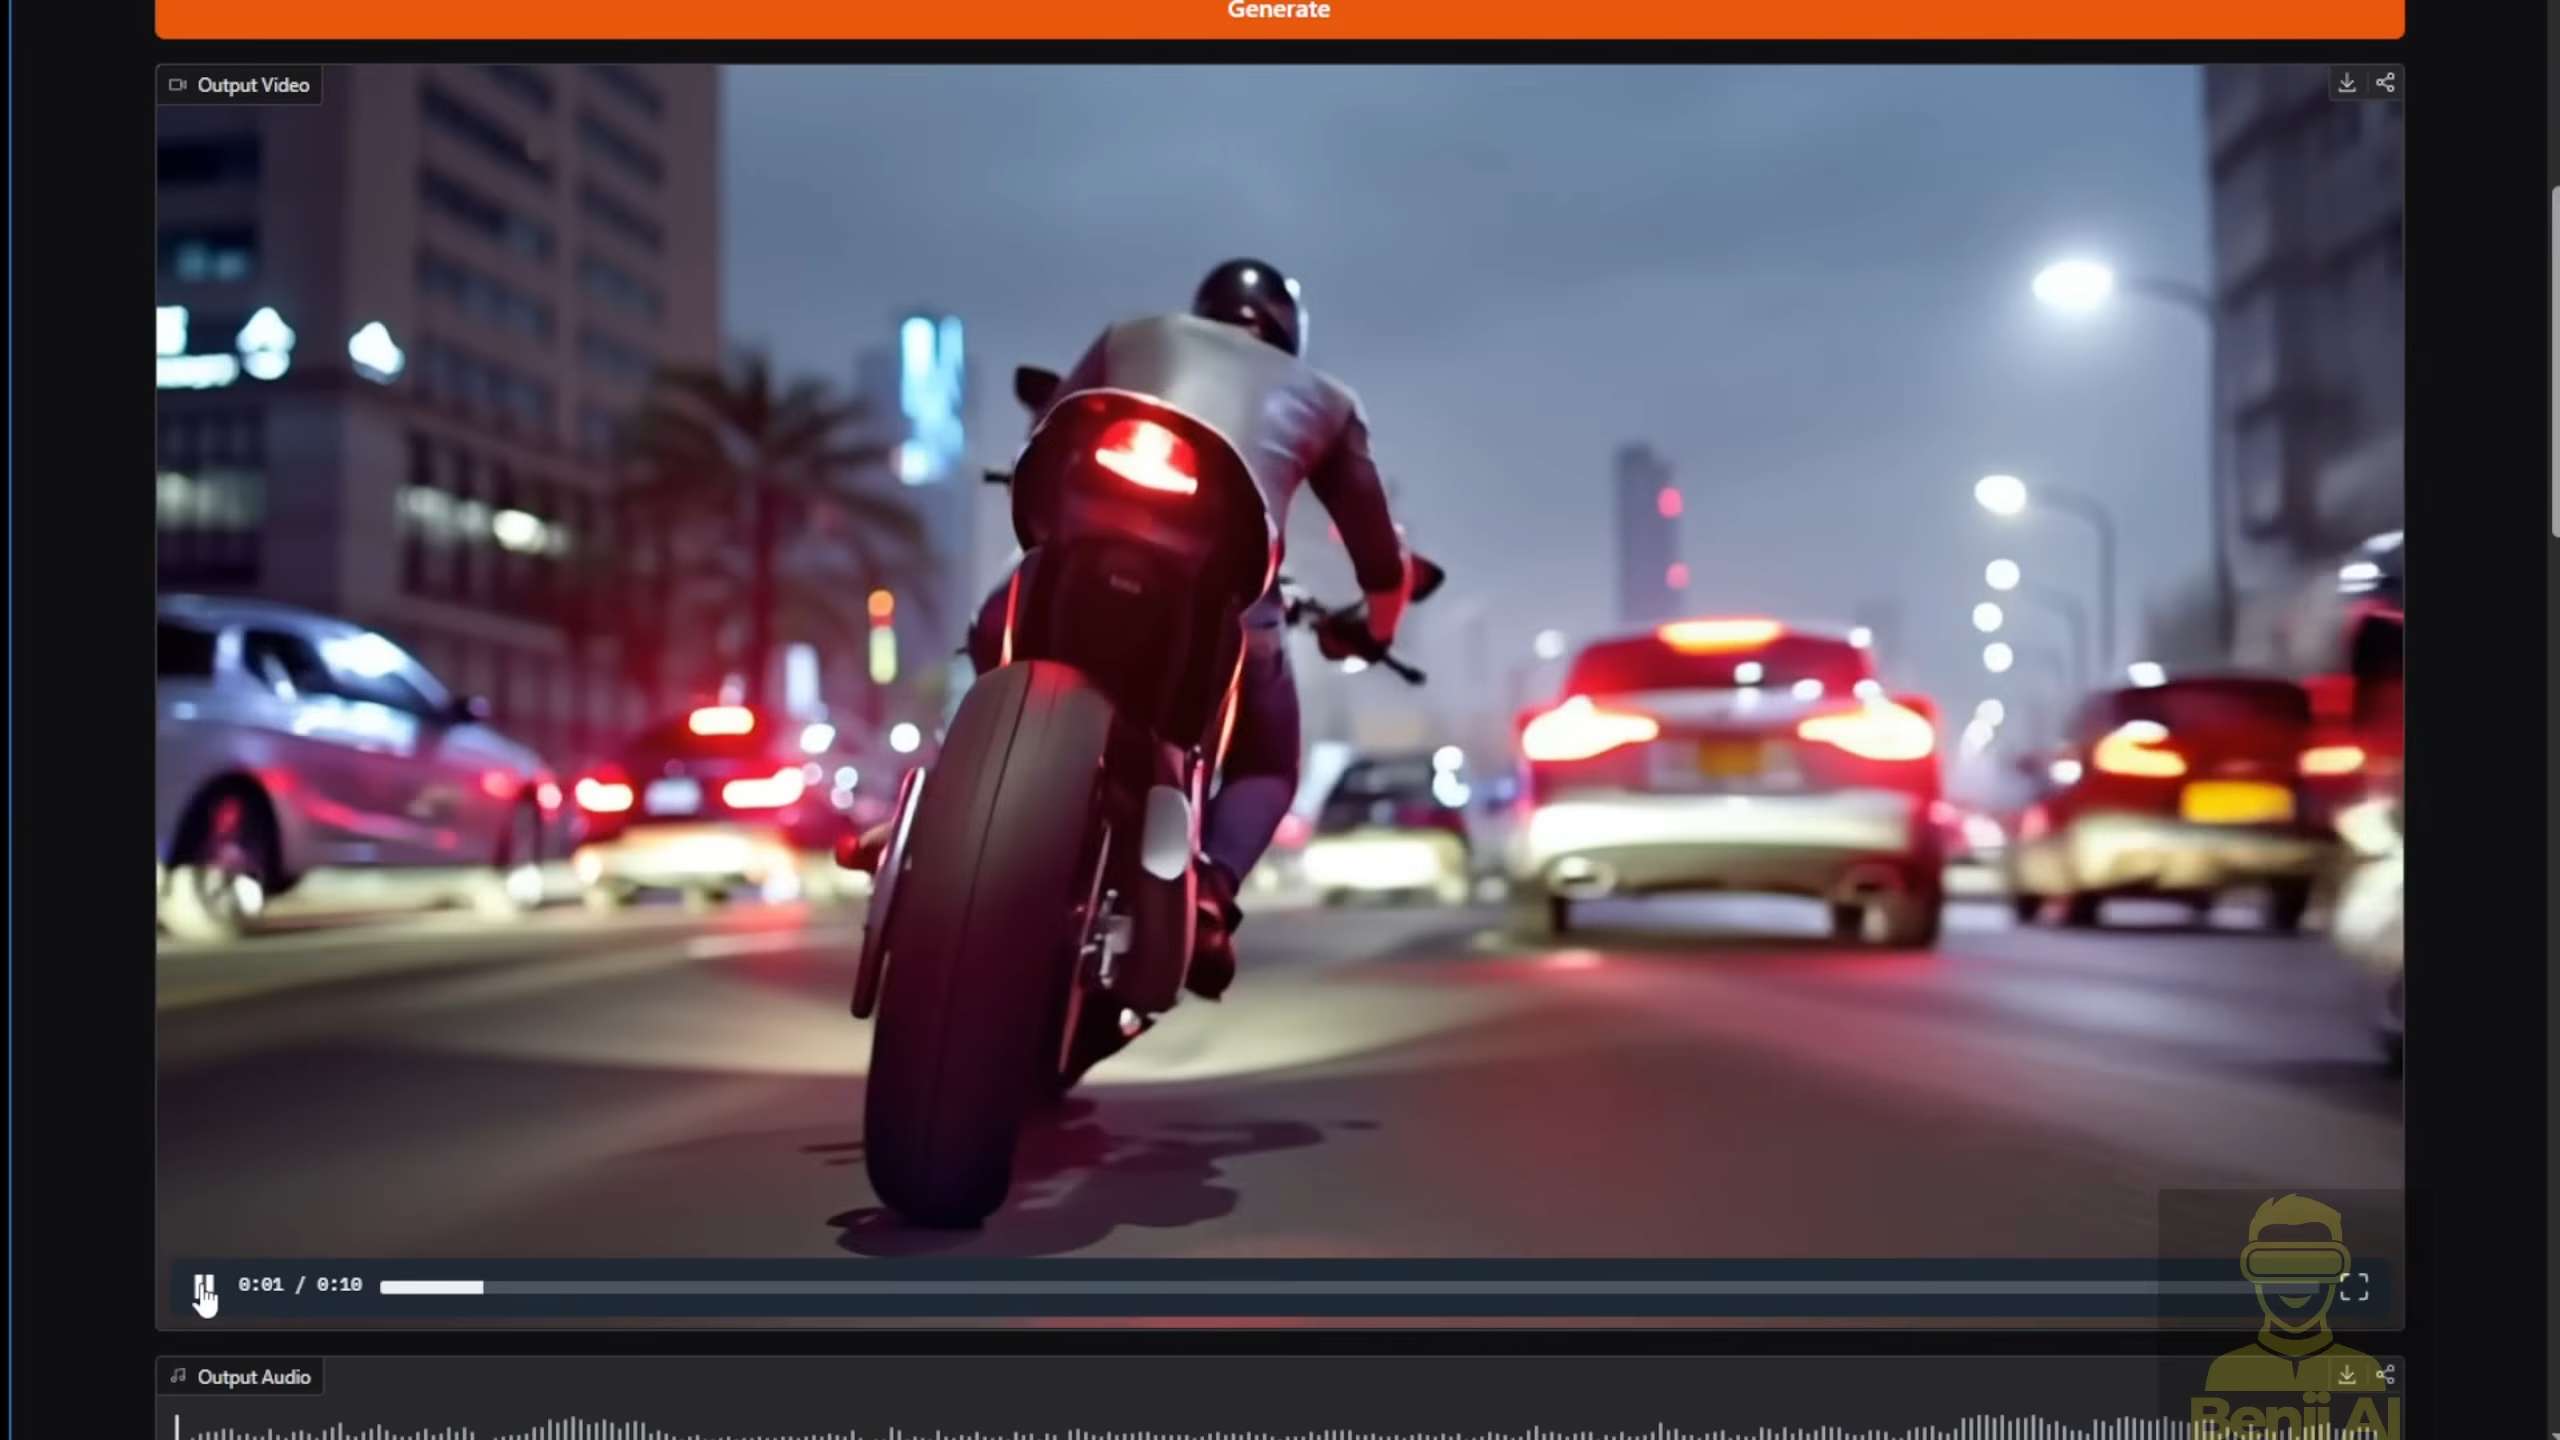 Generate
Output Video
0:01 / 0:10
Output Audio
Benji AI